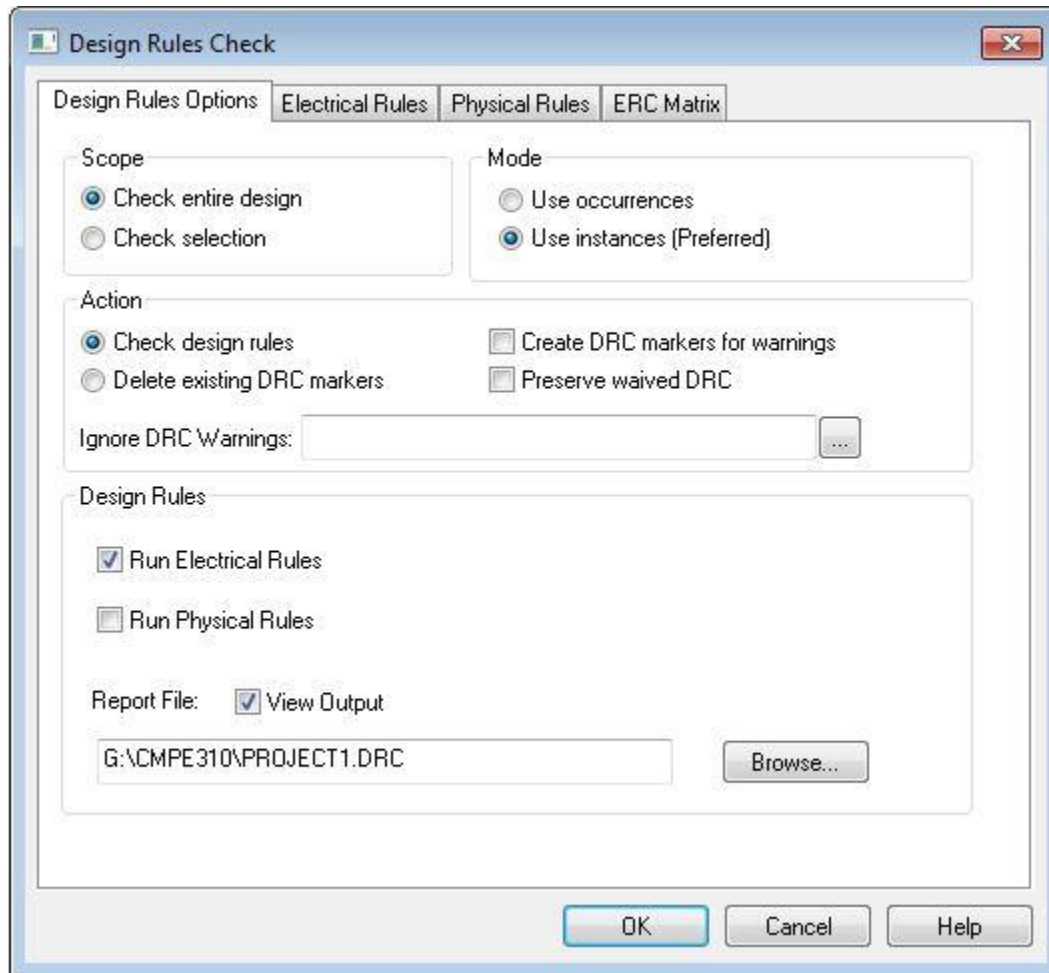 Design Rules Check
Design Rules Options Electrical Rules Physical Rules ERC Matrix
Scope
Check entire design
Check selection
Mode
Use occurrences
Use instances (Preferred)
Action
Check design rules
Delete existing DRC markers
Create DRC markers for warnings
Preserve waived DRC
Ignore DRC Warnings:
...
Design Rules
Run Electrical Rules
Run Physical Rules
Report File: View Output
G:\CMPE310\PROJECT1.DRC
Browse...
OK Cancel Help